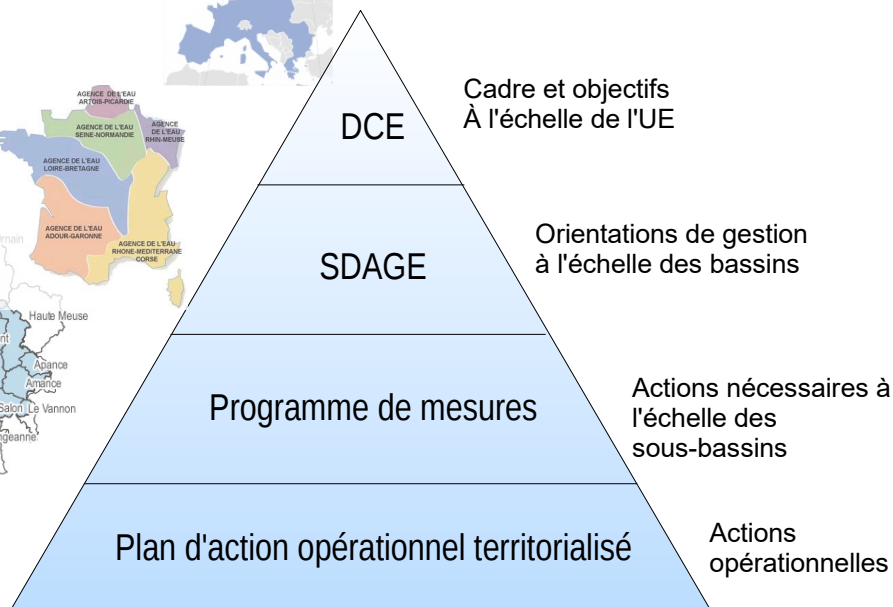 DCE
Cadre et objectifs
À l'échelle de l'UE
AGENCE DE L'EAU
ARTOIS-PICARDIE
AGENCE DE L'EAU
SEINE-NORMANDIE
AGENCE
DE L'EAU
RHIN-MEUSE
AGENCE DE L'EAU
LOIRE-BRETAGNE
AGENCE DE L'EAU
ADOUR-GARONNE
AGENCE DE L'EAU
RHONE-MEDITERRANE
CORSE
SDAGE
Orientations de gestion
à l'échelle des bassins
Haute Meuse
Apance
Amance
Salon Le Vannon
Programme de mesures
Actions nécessaires à
l'échelle des
sous-bassins
Plan d'action opérationnel territorialisé
Actions
opérationnelles